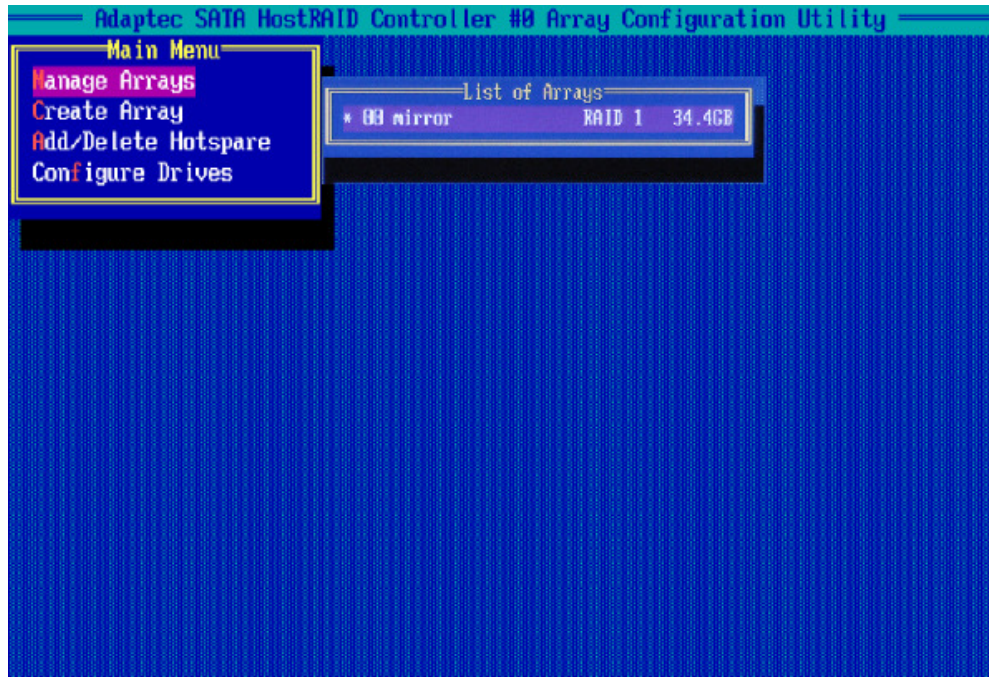 Adaptec SATA HostRAID Controller #0 Array Configuration Utility
Main Menu
Manage Arrays
Create Array
Add/Delete Hotspare
Configure Drives
List of Arrays
* 00 mirror RAID 1 34.4GB